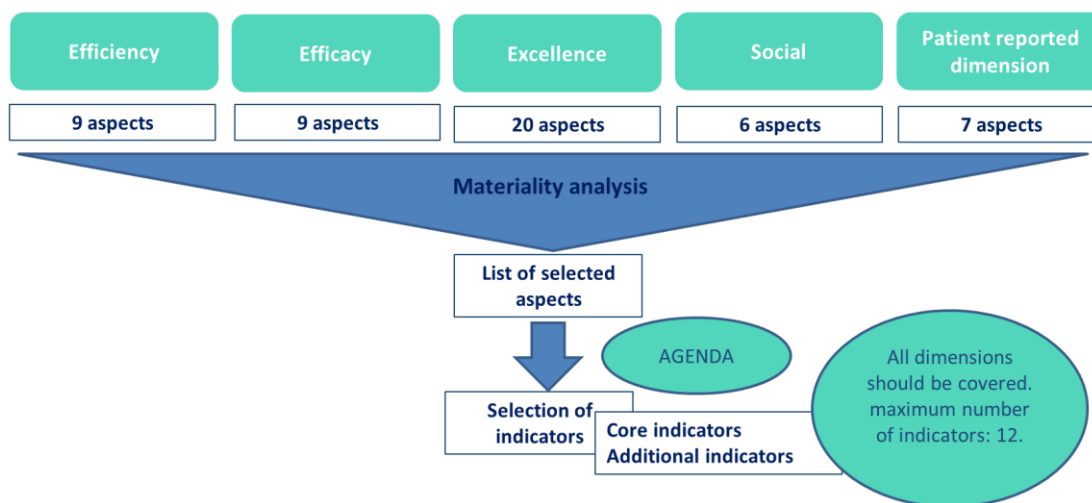 Efficiency
Efficacy
Excellence
Social
Patient reported
dimension
9 aspects
9 aspects
20 aspects
6 aspects
7 aspects
Materiality analysis
List of selected
aspects
AGENDA
All dimensions
should be covered.
maximum number
of indicators: 12.
Selection of
indicators
Core indicators
Additional indicators